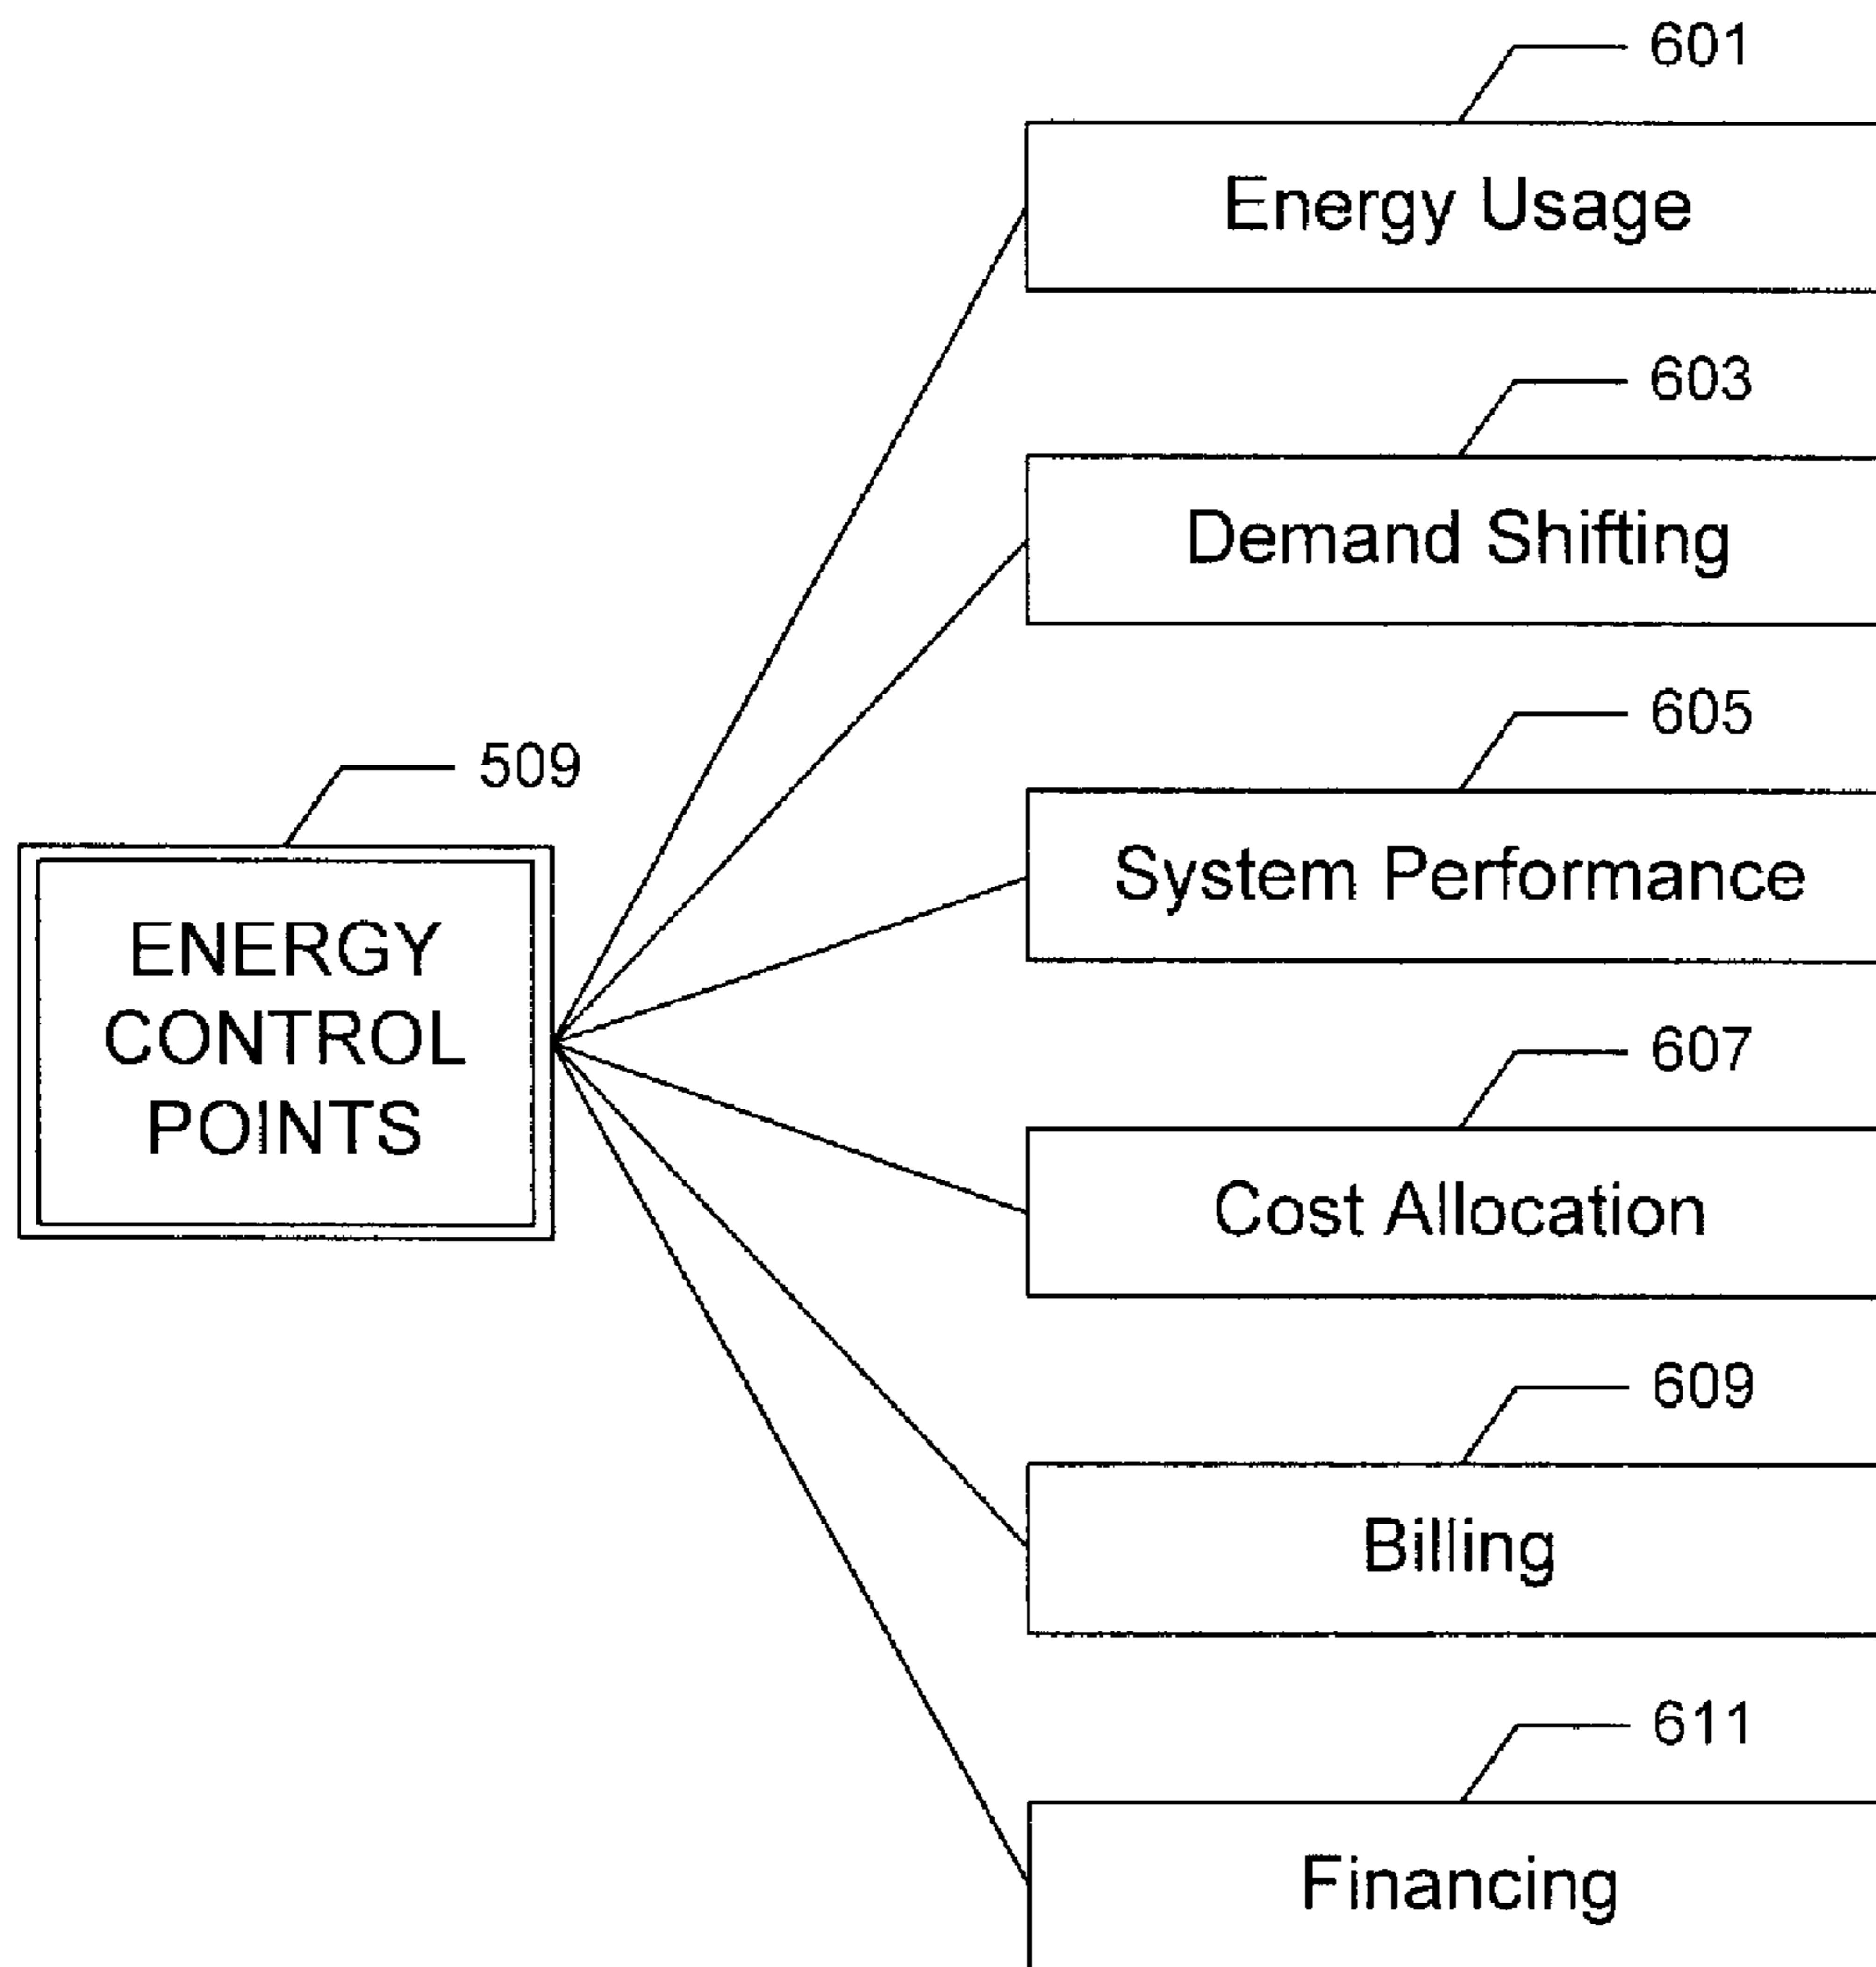 601
Energy Usage
603
Demand Shifting
605
System Performance
509
ENERGY
CONTROL
POINTS
607
Cost Allocation
609
Billing
611
Financing